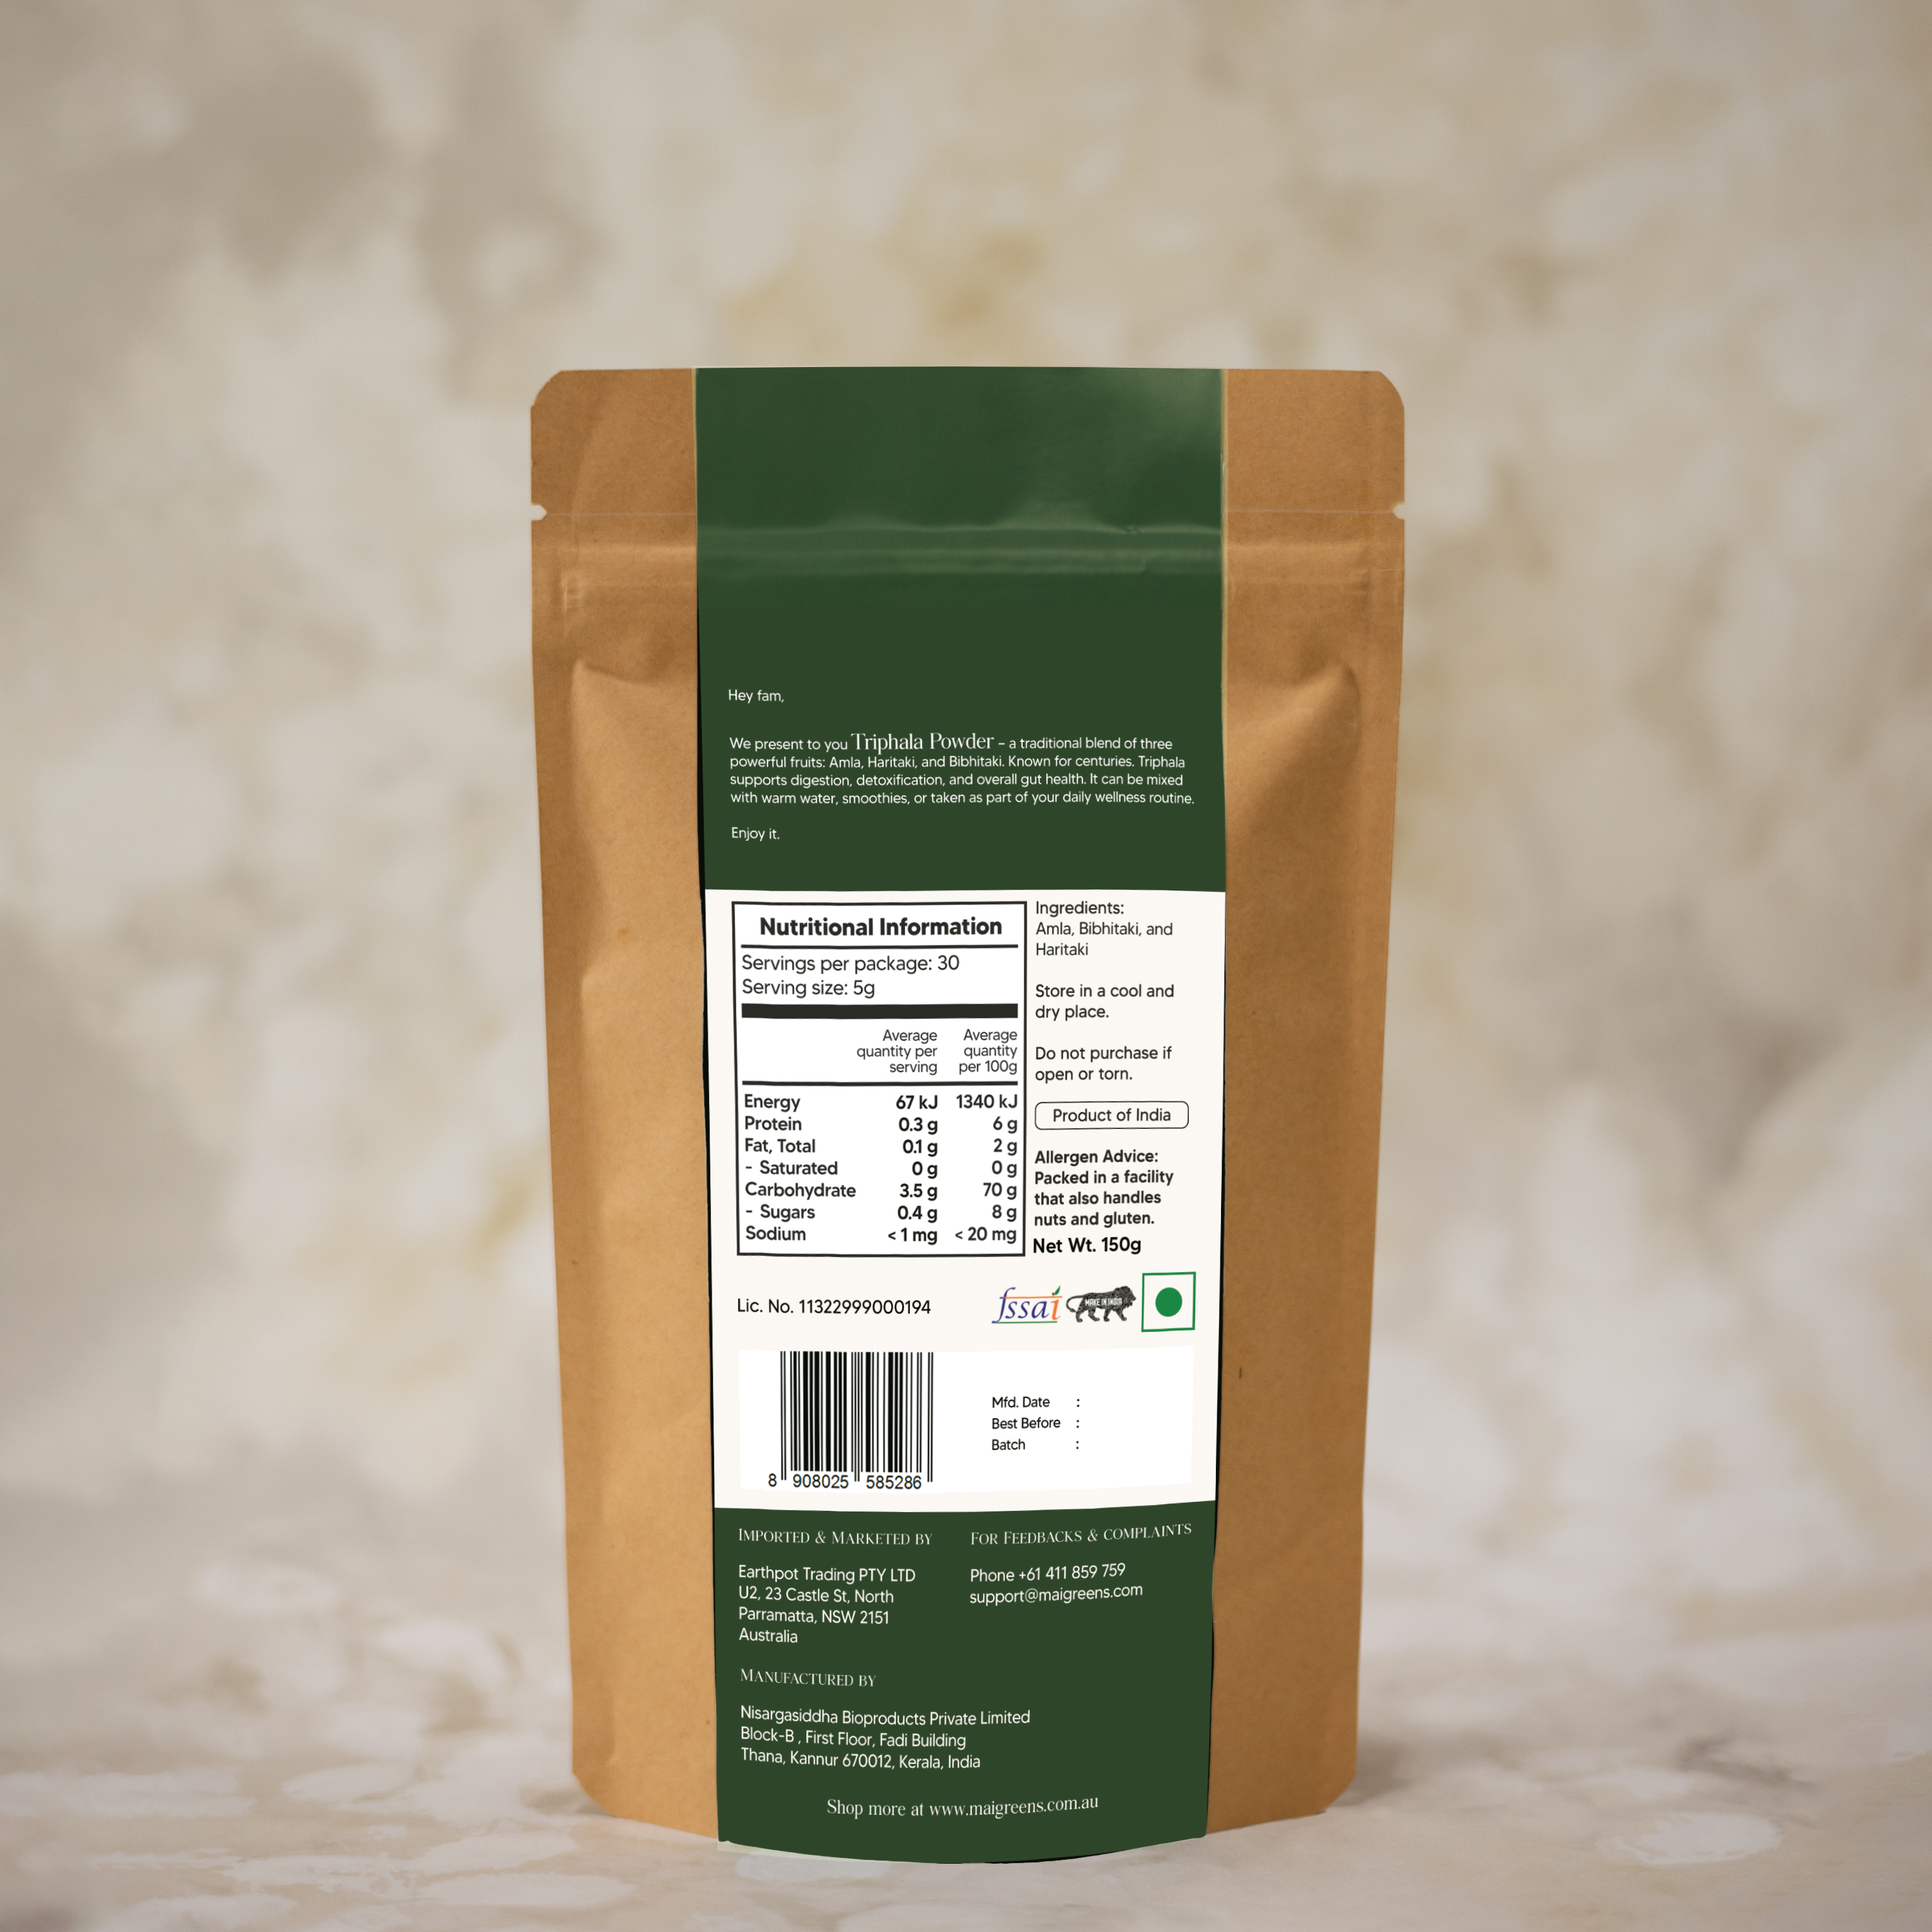 Hey fam,
We present to you Triphala Powder – a traditional blend of three
powerful fruits: Amla, Haritaki, and Bibhitaki. Known for centuries. Triphala
supports digestion, detoxification, and overall gut health. It can be mixed
with warm water, smoothies, or taken as part of your daily wellness routine.
Enjoy it.
Nutritional Information
Servings per package: 30
Serving size: 5g
Average quantity per serving
Average quantity per 100g
Energy 67 kJ 1340 kJ
Protein 0.3 g 6 g
Fat, Total 0.1 g 2 g
- Saturated 0 g 0 g
Carbohydrate 3.5 g 70 g
- Sugars 0.4 g 8 g
Sodium < 1 mg < 20 mg
Ingredients:
Amla, Bibhitaki, and
Haritaki
Store in a cool and
dry place.
Do not purchase if
open or torn.
Product of India
Allergen Advice:
Packed in a facility
that also handles
nuts and gluten.
Net Wt. 150g
Lic. No. 11322999000194
fssai
MAKE IN INDIA
8 908025 585286
Mfd. Date :
Best Before :
Batch :
IMPORTED & MARKETED BY
Earthpot Trading PTY LTD
U2, 23 Castle St, North
Parramatta, NSW 2151
Australia
FOR FEEDBACKS & COMPLAINTS
Phone +61 411 859 759
support@maigreens.com
MANUFACTURED BY
Nisargasiddha Bioproducts Private Limited
Block-B , First Floor, Fadi Building
Thana, Kannur 670012, Kerala, India
Shop more at www.maigreens.com.au